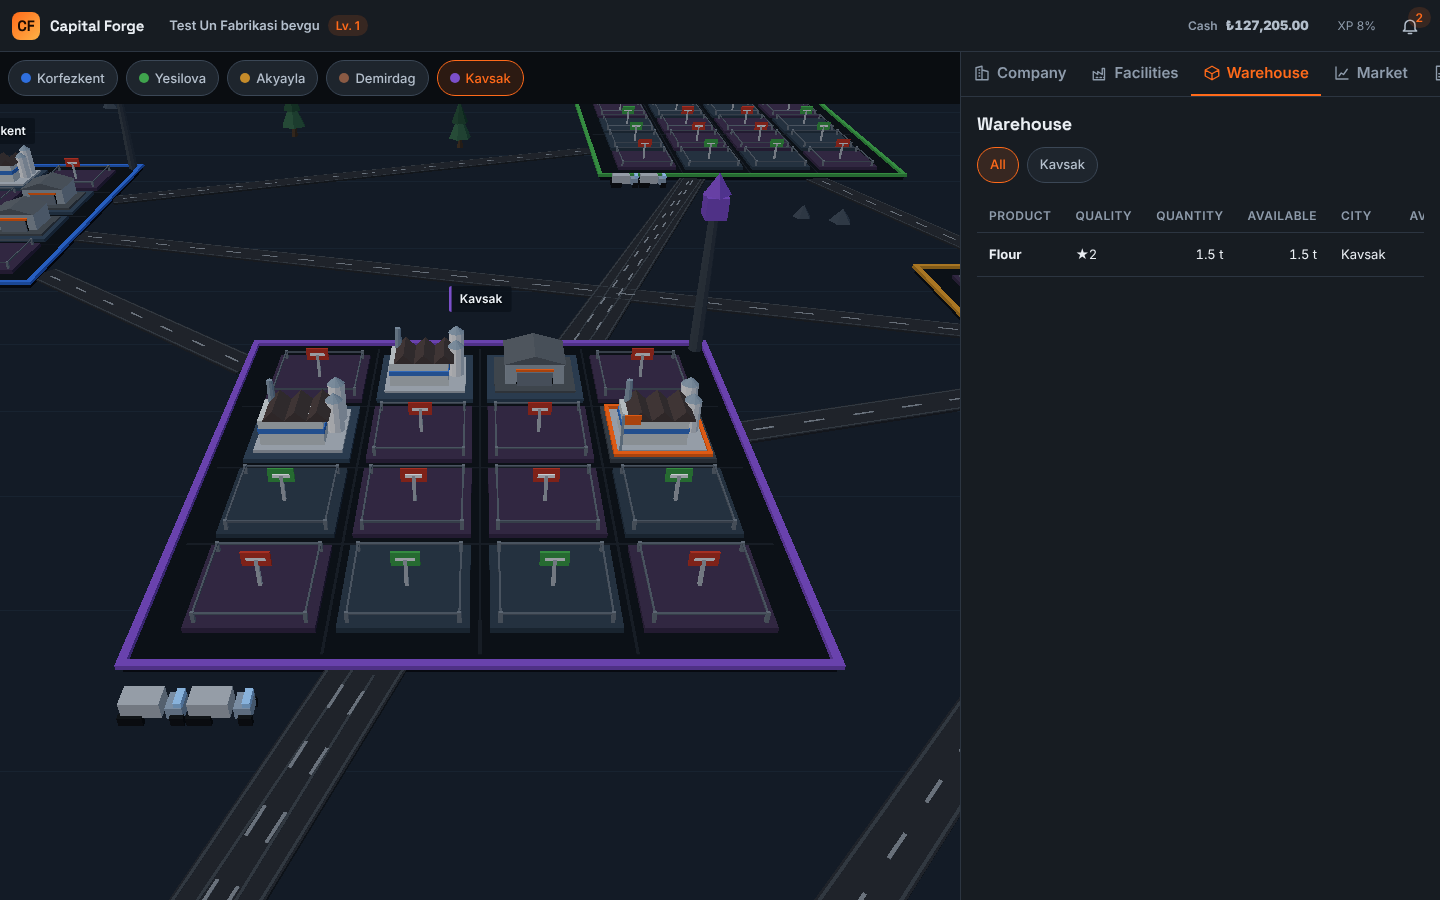 CF Capital Forge Test Un Fabrikasi bevgu Lv. 1 Cash ₺127,205.00 XP 8% 2
Korfezkent Yesilova Akyayla Demirdag Kavsak
Company Facilities Warehouse Market
kent
Kavsak
Warehouse
All Kavsak
PRODUCT QUALITY QUANTITY AVAILABLE CITY AV
Flour ★2 1.5 t 1.5 t Kavsak